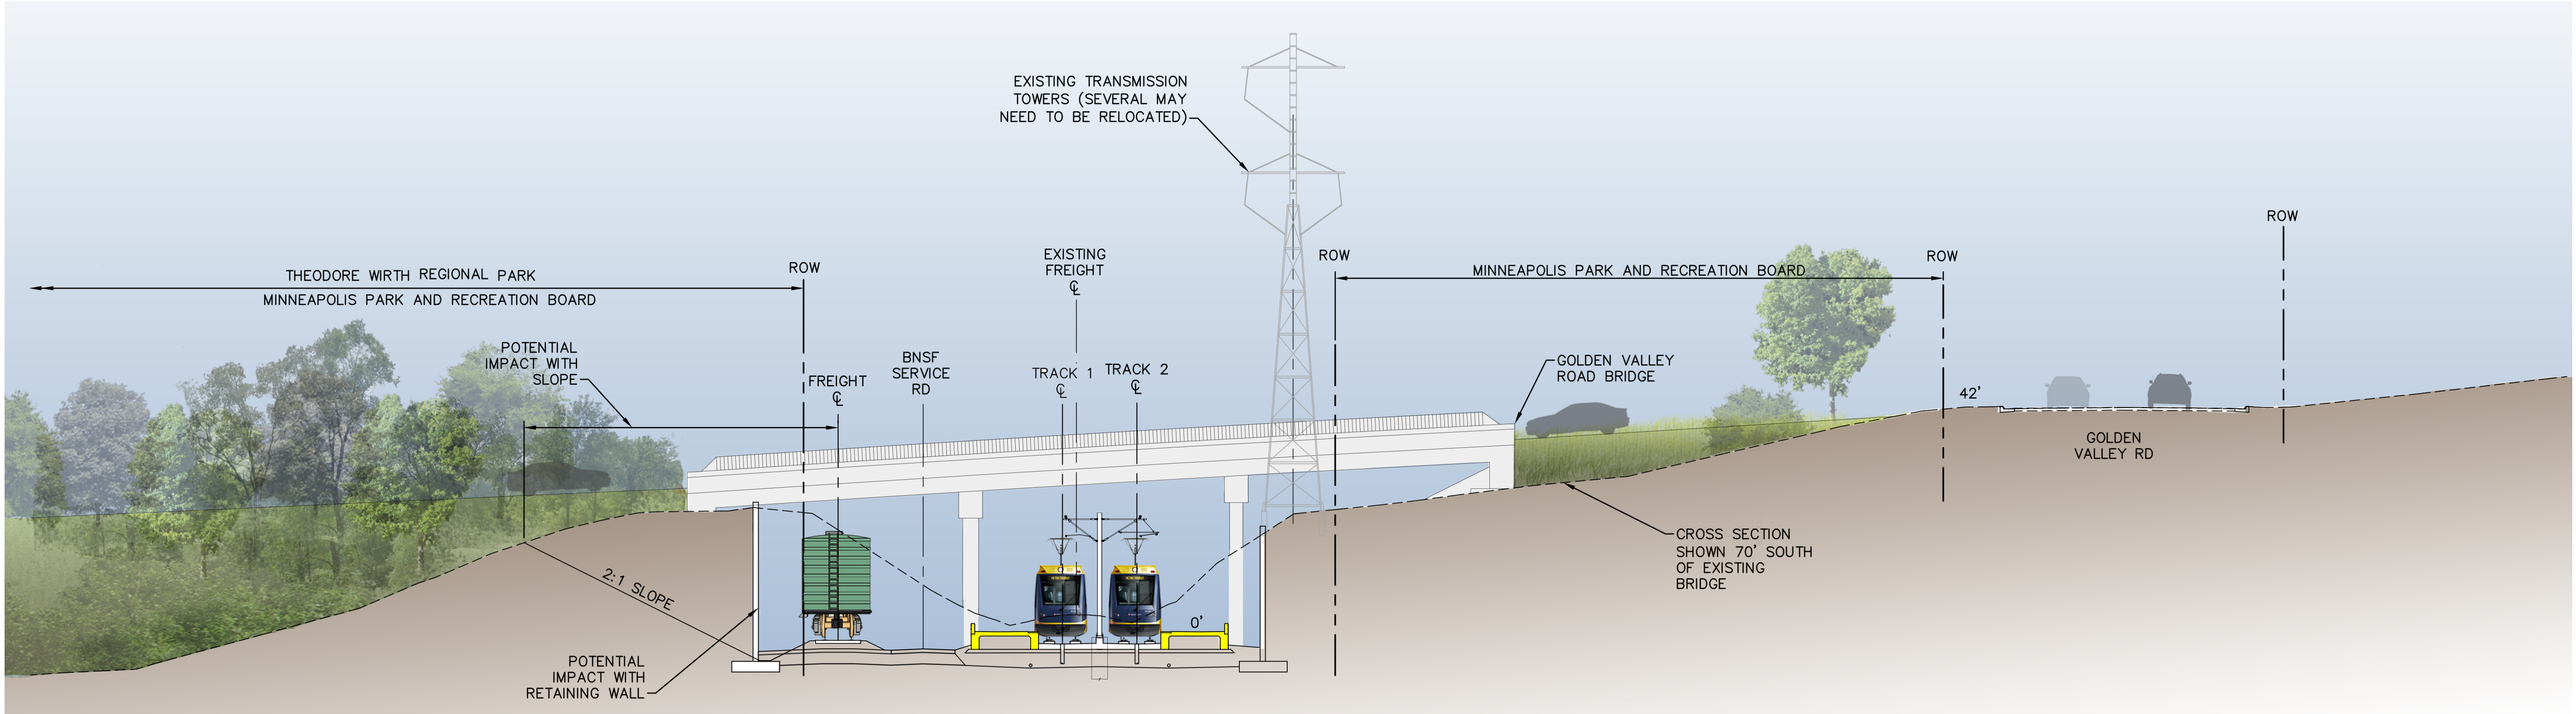 EXISTING TRANSMISSION
TOWERS (SEVERAL MAY
NEED TO BE RELOCATED)
THEODORE WIRTH REGIONAL PARK
MINNEAPOLIS PARK AND RECREATION BOARD
ROW
EXISTING
FREIGHT
℄
ROW
MINNEAPOLIS PARK AND RECREATION BOARD
ROW
ROW
POTENTIAL
IMPACT WITH
SLOPE
FREIGHT
℄
BNSF
SERVICE
RD
TRACK 1
℄
TRACK 2
℄
GOLDEN VALLEY
ROAD BRIDGE
42'
GOLDEN
VALLEY RD
2:1 SLOPE
0'
CROSS SECTION
SHOWN 70' SOUTH
OF EXISTING
BRIDGE
POTENTIAL
IMPACT WITH
RETAINING WALL